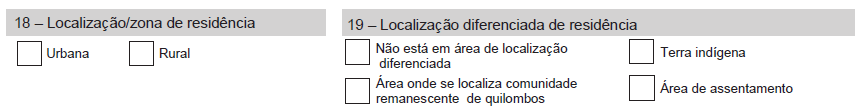 18 – Localização/zona de residência
Urbana
Rural
19 – Localização diferenciada de residência
Não está em área de localização
diferenciada
Terra indígena
Área onde se localiza comunidade
remanescente de quilombos
Área de assentamento